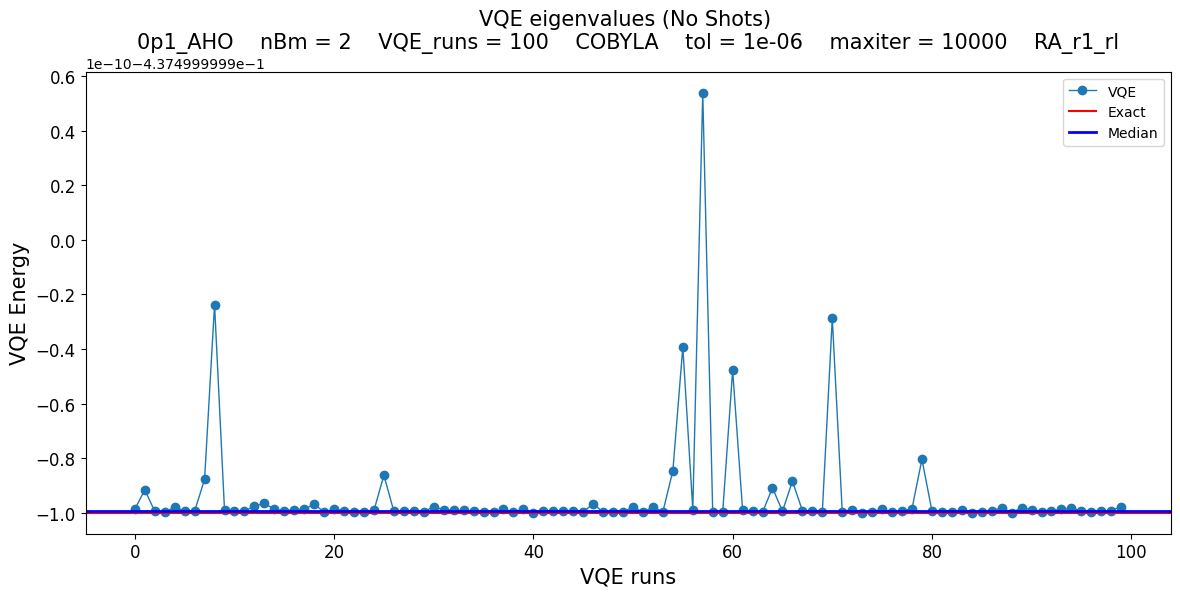 VQE eigenvalues (No Shots)
0p1_AHO nBm = 2 VQE_runs = 100 COBYLA tol = 1e-06 maxiter = 10000 RA_r1_rl
1e−10−4.374999999e−1
VQE
Exact
Median
VQE Energy
0.6
0.4
0.2
0.0
−0.2
−0.4
−0.6
−0.8
−1.0
0 20 40 60 80 100
VQE runs